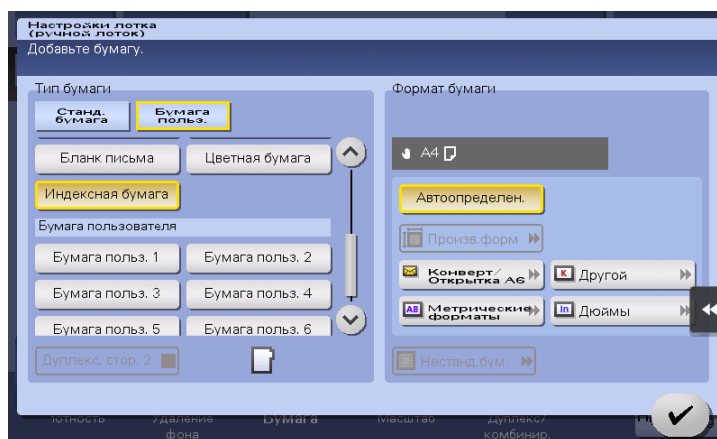 Настройки лотка
(ручной лоток)
Добавьте бумагу.
Тип бумаги
Станд.
бумага
Бумага
польз.
Бланк письма
Цветная бумага
Индексная бумага
Бумага пользователя
Бумага польз. 1
Бумага польз. 2
Бумага польз. 3
Бумага польз. 4
Бумага польз. 5
Бумага польз. 6
Дуплекс, стор. 2
Формат бумаги
A4
Автоопределен.
Произв.форм
Конверт/
Открытка A6
K
Другой
AB
Метрические
форматы
In
Дюймы
Нестанд.бум.
Удаление
фона
Бумага
Масштаб
Дуплекс/
комбинир.